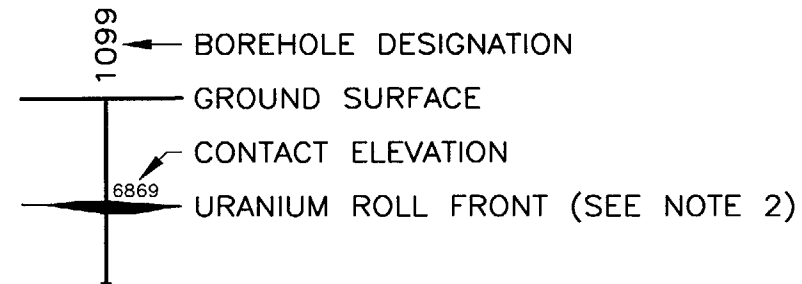 1099
BOREHOLE DESIGNATION
GROUND SURFACE
CONTACT ELEVATION
6869
URANIUM ROLL FRONT (SEE NOTE 2)